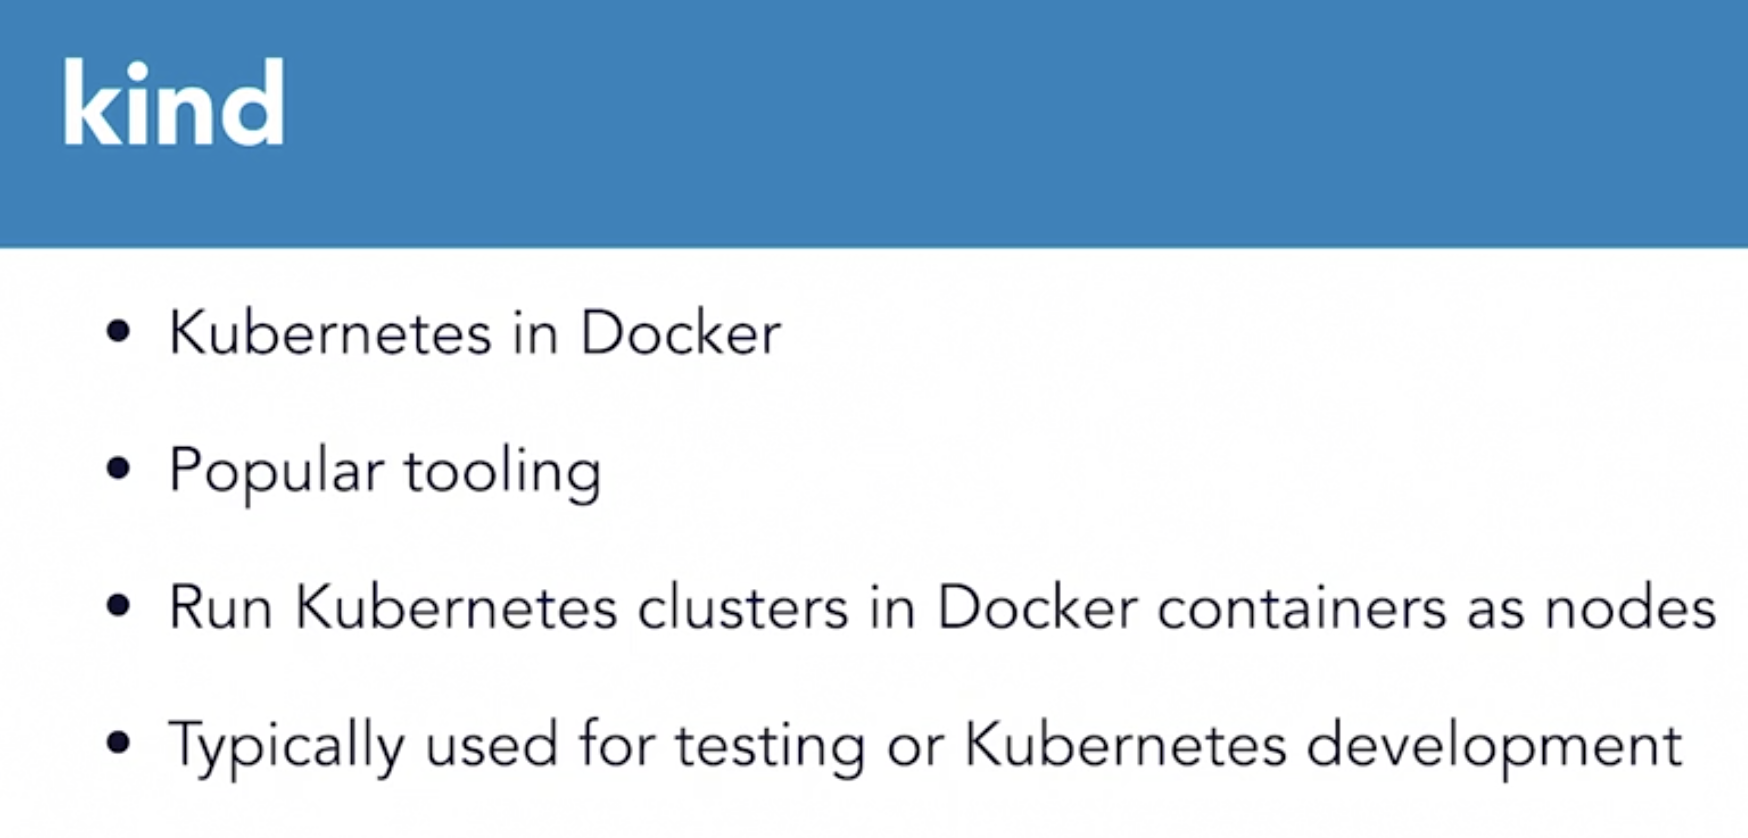 kind
• Kubernetes in Docker
• Popular tooling
• Run Kubernetes clusters in Docker containers as nodes
• Typically used for testing or Kubernetes development